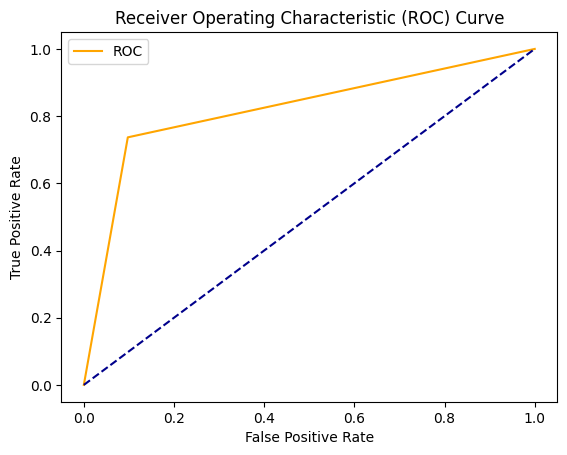 Receiver Operating Characteristic (ROC) Curve
ROC
1.0
0.8
0.6
0.4
0.2
0.0
True Positive Rate
0.0 0.2 0.4 0.6 0.8 1.0
False Positive Rate